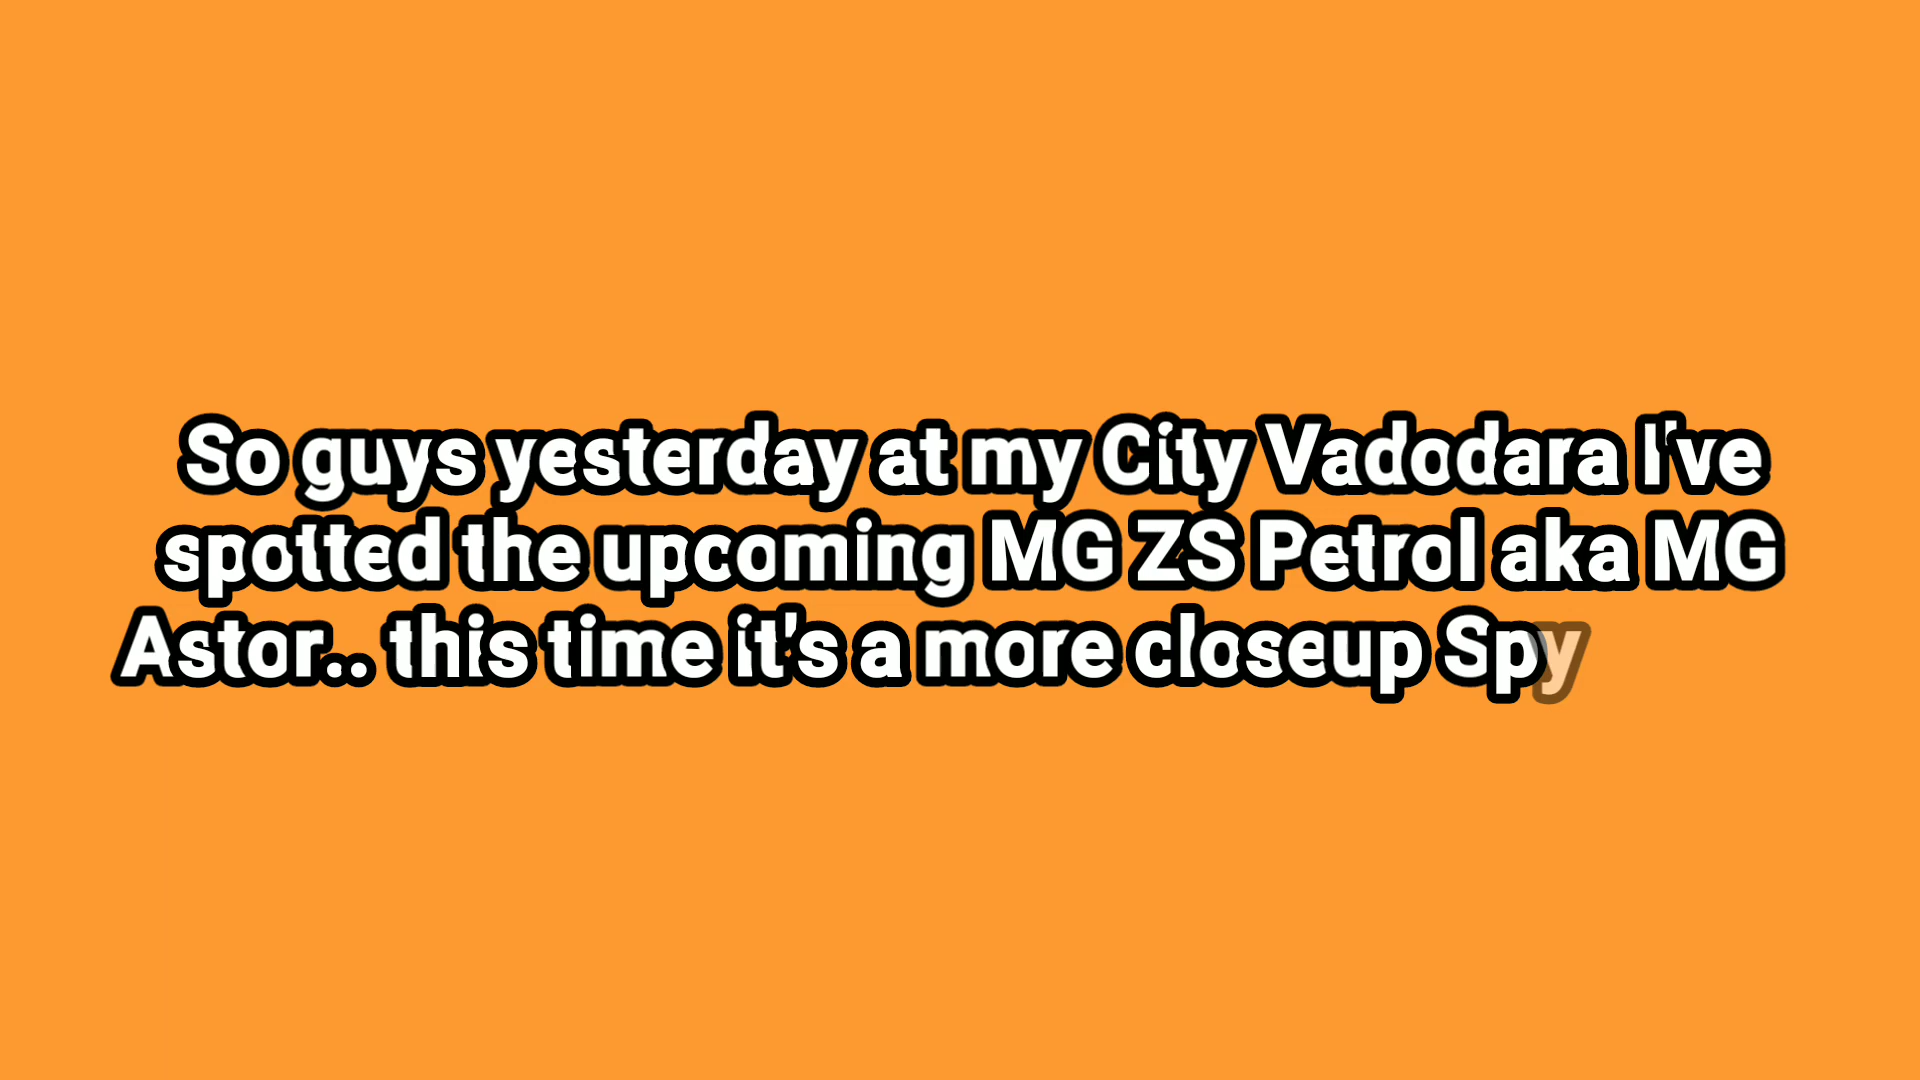 So guys yesterday at my City Vadodara I've
spotted the upcoming MG ZS Petrol aka MG
Astor.. this time it's a more closeup Spy